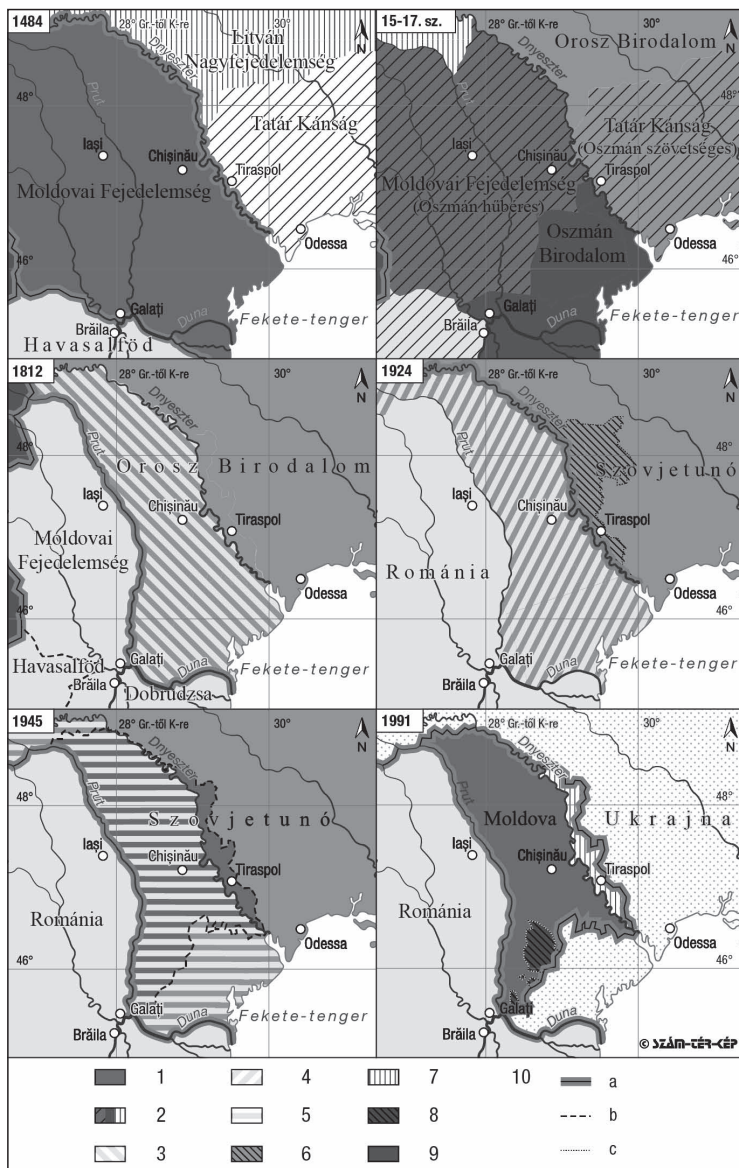 1484
28° Gr.-től K-re
30°
N
Litván
Nagyfejedelemség
Dnyeszter
48°
Prut
Tatár Kánság
Iași
Chișinău
Tiraspol
Moldovai Fejedelemség
Odessa
46°
Galați
Duna
Fekete-tenger
Brăila
Havasalföd
15-17. sz.
28° Gr.-től K-re
30°
N
Orosz Birodalom
Dnyeszter
48°
Prut
Tatár Kánság
(Oszmán szövetséges)
Iași
Chișinău
Tiraspol
Moldovai Fejedelemség
(Oszmán hűbéres)
Oszmán
Birodalom
Odessa
46°
Galați
Duna
Fekete-tenger
Brăila
1812
28° Gr.-től K-re
30°
N
Dnyeszter
48°
Prut
Orosz Birodalom
Iași
Chișinău
Tiraspol
Moldovai
Fejedelemség
Odessa
46°
Havasalföd
Galați
Duna
Fekete-tenger
Brăila
Dobrudzsa
1924
28° Gr.-től K-re
30°
N
Dnyeszter
48°
Prut
Szovjetunó
Iași
Chișinău
Tiraspol
Románia
Odessa
46°
Galați
Duna
Fekete-tenger
Brăila
1945
28° Gr.-től K-re
30°
N
Dnyeszter
48°
Prut
Szovjetunó
Iași
Chișinău
Tiraspol
Románia
Odessa
46°
Galați
Duna
Fekete-tenger
Brăila
1991
28° Gr.-től K-re
30°
N
Dnyeszter
48°
Prut
Moldova
Ukrajna
Iași
Chișinău
Tiraspol
Románia
Odessa
46°
Galați
Duna
Fekete-tenger
Brăila
© SZÁM-TÉR-KÉP
1 4 7 10 a
2 5 8 b
3 6 9 c